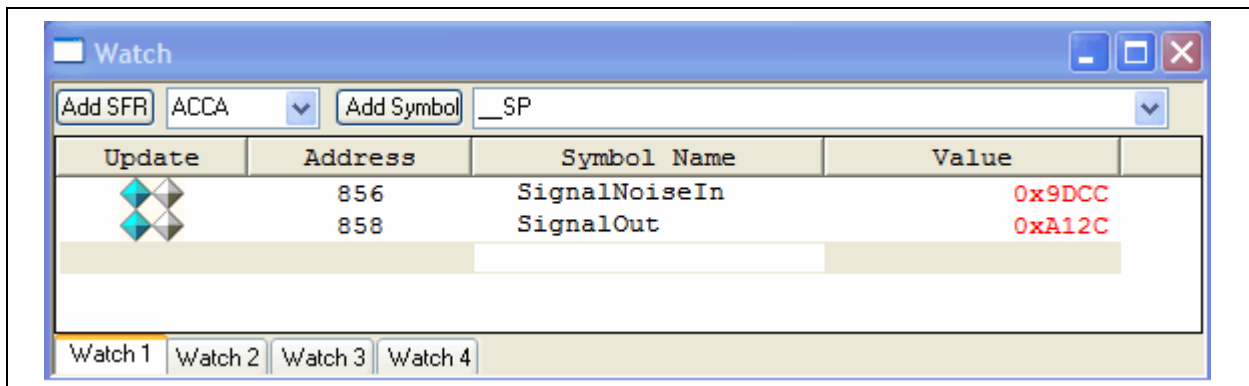 Watch
Add SFR ACCA Add Symbol __SP
Update Address Symbol Name Value
856 SignalNoiseIn 0x9DCC
858 SignalOut 0xA12C
Watch 1 Watch 2 Watch 3 Watch 4